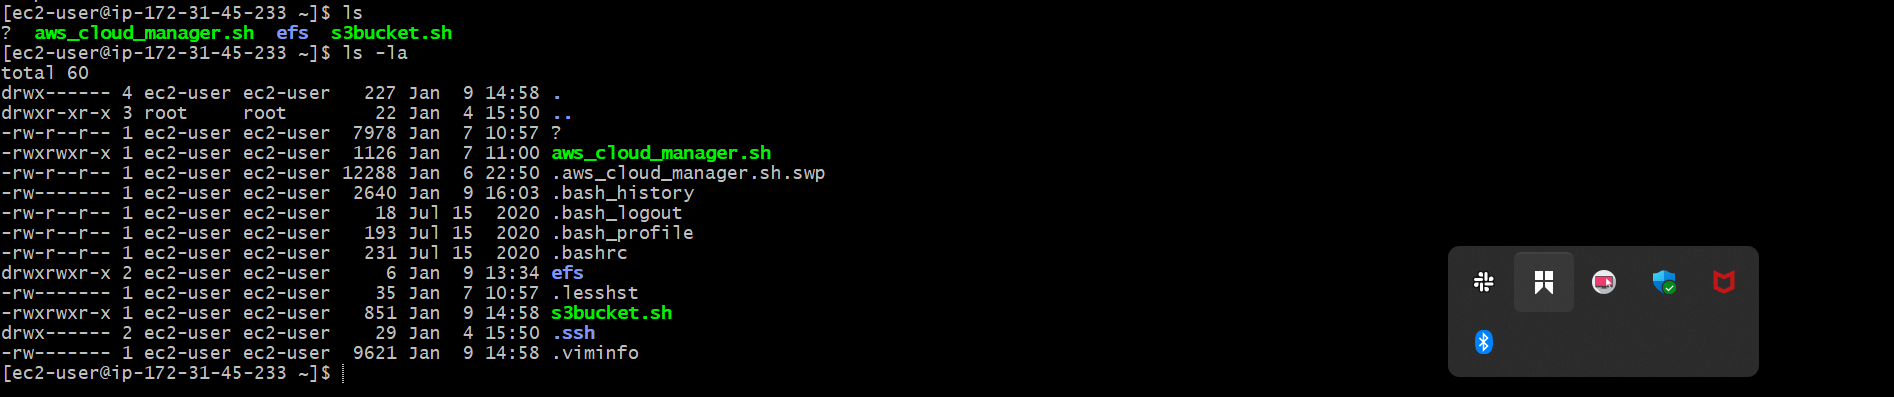 [ec2-user@ip-172-31-45-233 ~]$ ls
?  aws_cloud_manager.sh  efs  s3bucket.sh
[ec2-user@ip-172-31-45-233 ~]$ ls -la
total 60
drwx------ 4 ec2-user ec2-user   227 Jan  9 14:58 .
drwxr-xr-x 3 root     root        22 Jan  4 15:50 ..
-rw-r--r-- 1 ec2-user ec2-user  7978 Jan  7 10:57 ?
-rwxrwxr-x 1 ec2-user ec2-user  1126 Jan  7 11:00 aws_cloud_manager.sh
-rw-r--r-- 1 ec2-user ec2-user 12288 Jan  6 22:50 .aws_cloud_manager.sh.swp
-rw------- 1 ec2-user ec2-user  2640 Jan  9 16:03 .bash_history
-rw-r--r-- 1 ec2-user ec2-user    18 Jul 15  2020 .bash_logout
-rw-r--r-- 1 ec2-user ec2-user   193 Jul 15  2020 .bash_profile
-rw-r--r-- 1 ec2-user ec2-user   231 Jul 15  2020 .bashrc
drwxrwxr-x 2 ec2-user ec2-user     6 Jan  9 13:34 efs
-rw------- 1 ec2-user ec2-user    35 Jan  7 10:57 .lesshst
-rwxrwxr-x 1 ec2-user ec2-user   851 Jan  9 14:58 s3bucket.sh
drwx------ 2 ec2-user ec2-user    29 Jan  4 15:50 .ssh
-rw------- 1 ec2-user ec2-user  9621 Jan  9 14:58 .viminfo
[ec2-user@ip-172-31-45-233 ~]$